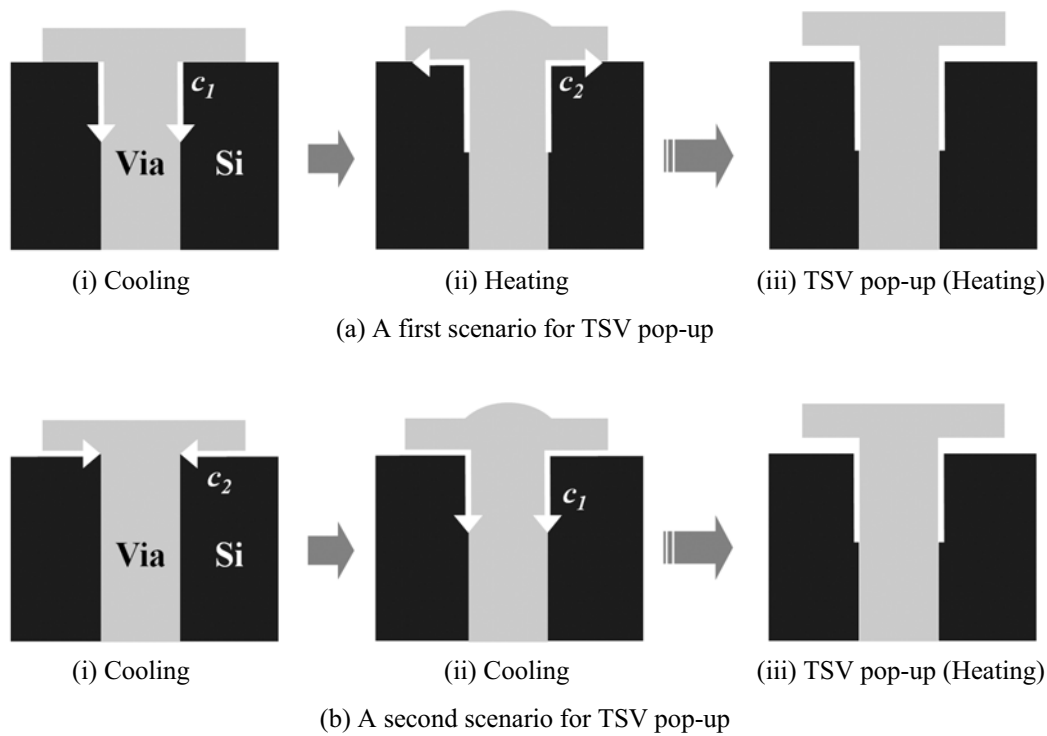 c1
Via
Si
c2
(i) Cooling
(ii) Heating
(iii) TSV pop-up (Heating)
(a) A first scenario for TSV pop-up
c2
Via
Si
c1
(i) Cooling
(ii) Cooling
(iii) TSV pop-up (Heating)
(b) A second scenario for TSV pop-up